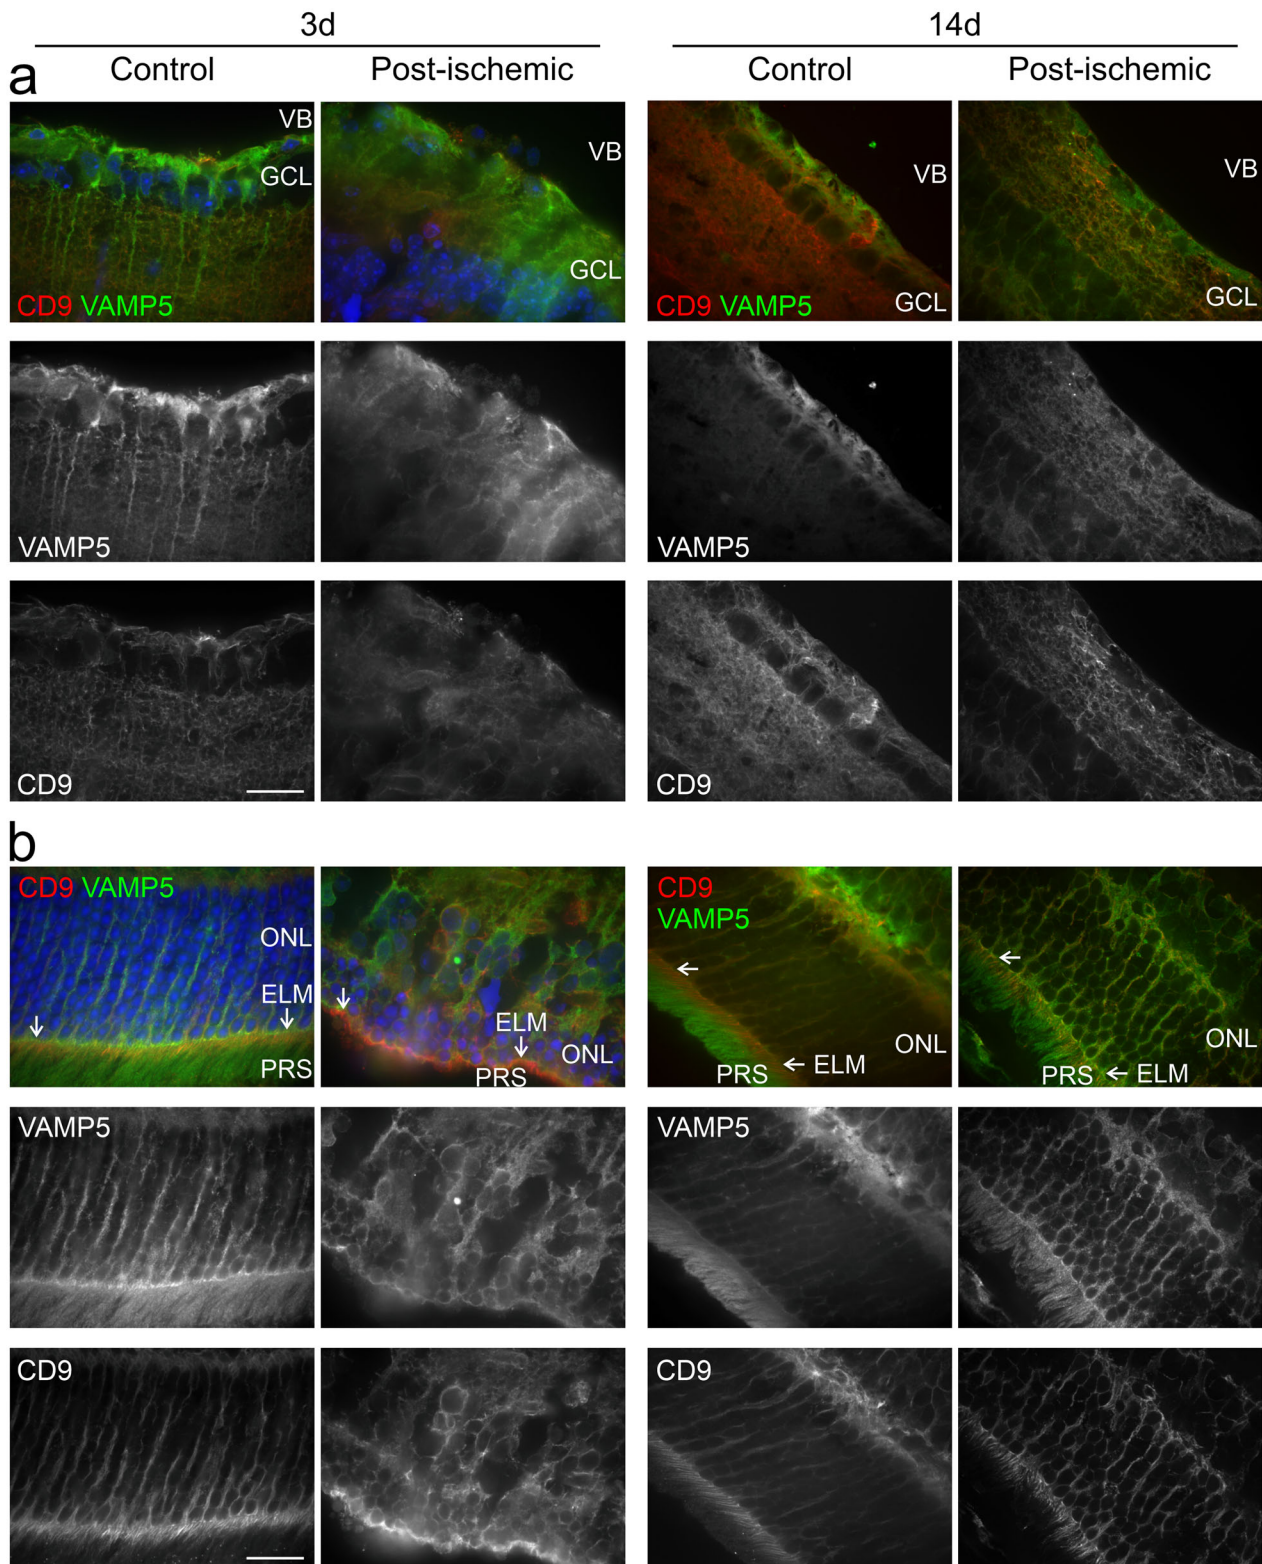 3d 14d
Control Post-ischemic Control Post-ischemic
a
VB VB VB VB
GCL GCL GCL GCL
CD9 VAMP5 CD9 VAMP5
VAMP5 VAMP5
CD9 CD9
b
CD9 VAMP5 CD9
VAMP5
ONL ELM PRS
ELM ONL PRS
ONL ELM PRS
ONL ELM PRS
VAMP5 VAMP5
CD9 CD9